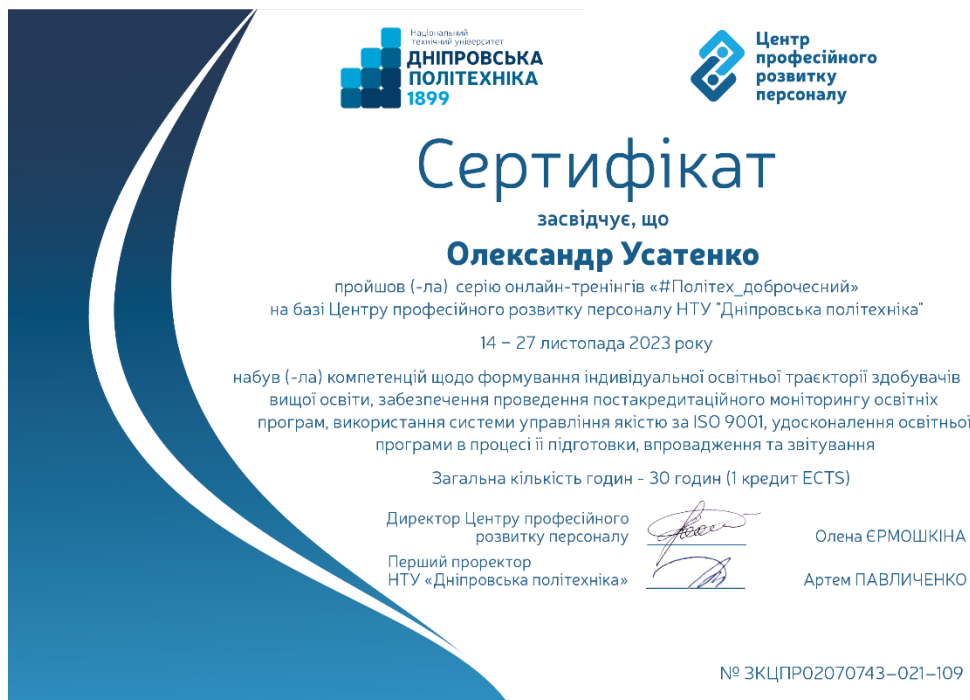 Національний
технічний університет
ДНІПРОВСЬКА
ПОЛІТЕХНІКА
1899
Центр
професійного
розвитку
персоналу
Сертифікат
засвідчує, що
Олександр Усатенко
пройшов (-ла) серію онлайн-тренінгів «#Політех_доброчесний»
на базі Центру професійного розвитку персоналу НТУ "Дніпровська політехніка"
14 – 27 листопада 2023 року
набув (-ла) компетенцій щодо формування індивідуальної освітньої траєкторії здобувачів
вищої освіти, забезпечення проведення постакредитаційного моніторингу освітніх
програм, використання системи управління якістю за ISO 9001, удосконалення освітньої
програми в процесі її підготовки, впровадження та звітування
Загальна кількість годин - 30 годин (1 кредит ECTS)
Директор Центру професійного
розвитку персоналу
Олена ЄРМОШКІНА
Перший проректор
НТУ «Дніпровська політехніка»
Артем ПАВЛИЧЕНКО
№ ЗКЦПР02070743–021–109